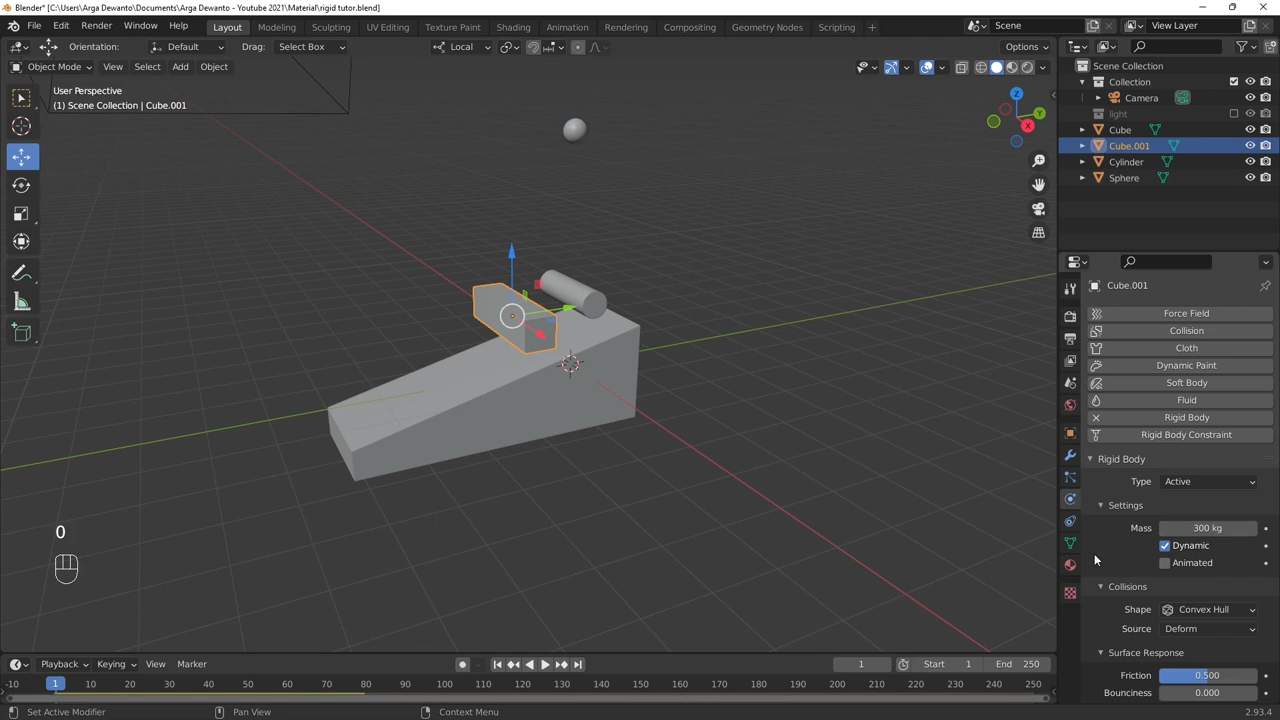 Blender* [C:\Users\Arga Dewanto\Documents\Arga Dewanto - Youtube 2021\Material\rigid tutor.blend]
File Edit Render Window Help Layout Modeling Sculpting UV Editing Texture Paint Shading Animation Rendering Compositing Geometry Nodes Scripting + Scene View Layer
Orientation: Default Drag: Select Box Local Options
Object Mode View Select Add Object
User Perspective
(1) Scene Collection | Cube.001
Z
Y
X
Scene Collection
Collection
Camera
light
Cube
Cube.001
Cylinder
Sphere
Cube.001
Force Field
Collision
Cloth
Dynamic Paint
Soft Body
Fluid
Rigid Body
Rigid Body Constraint
Rigid Body
Type Active
Settings
Mass 300 kg
Dynamic
Animated
Collisions
Shape Convex Hull
Source Deform
Surface Response
Friction 0.500
Bounciness 0.000
0
Playback Keying View Marker 1 Start 1 End 250
-10 1 10 20 30 40 50 60 70 80 90 100 110 120 130 140 150 160 170 180 190 200 210 220 230 240 250
Set Active Modifier Pan View Context Menu 2.93.4